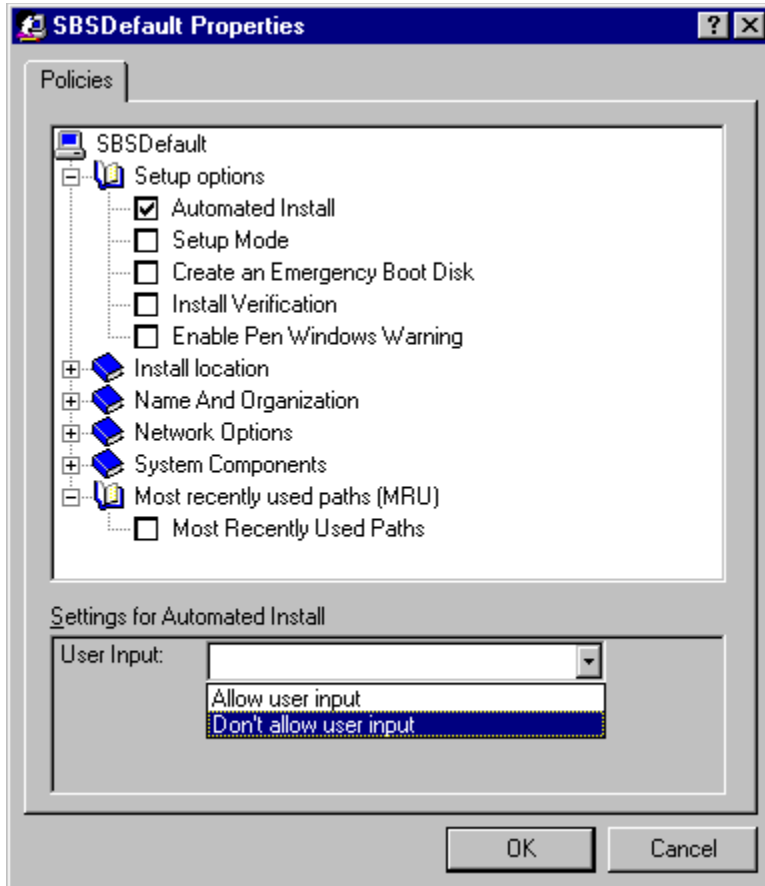 SBSDefault Properties
Policies
SBSDefault
Setup options
Automated Install
Setup Mode
Create an Emergency Boot Disk
Install Verification
Enable Pen Windows Warning
Install location
Name And Organization
Network Options
System Components
Most recently used paths (MRU)
Most Recently Used Paths
Settings for Automated Install
User Input:
Allow user input
Don't allow user input
OK Cancel